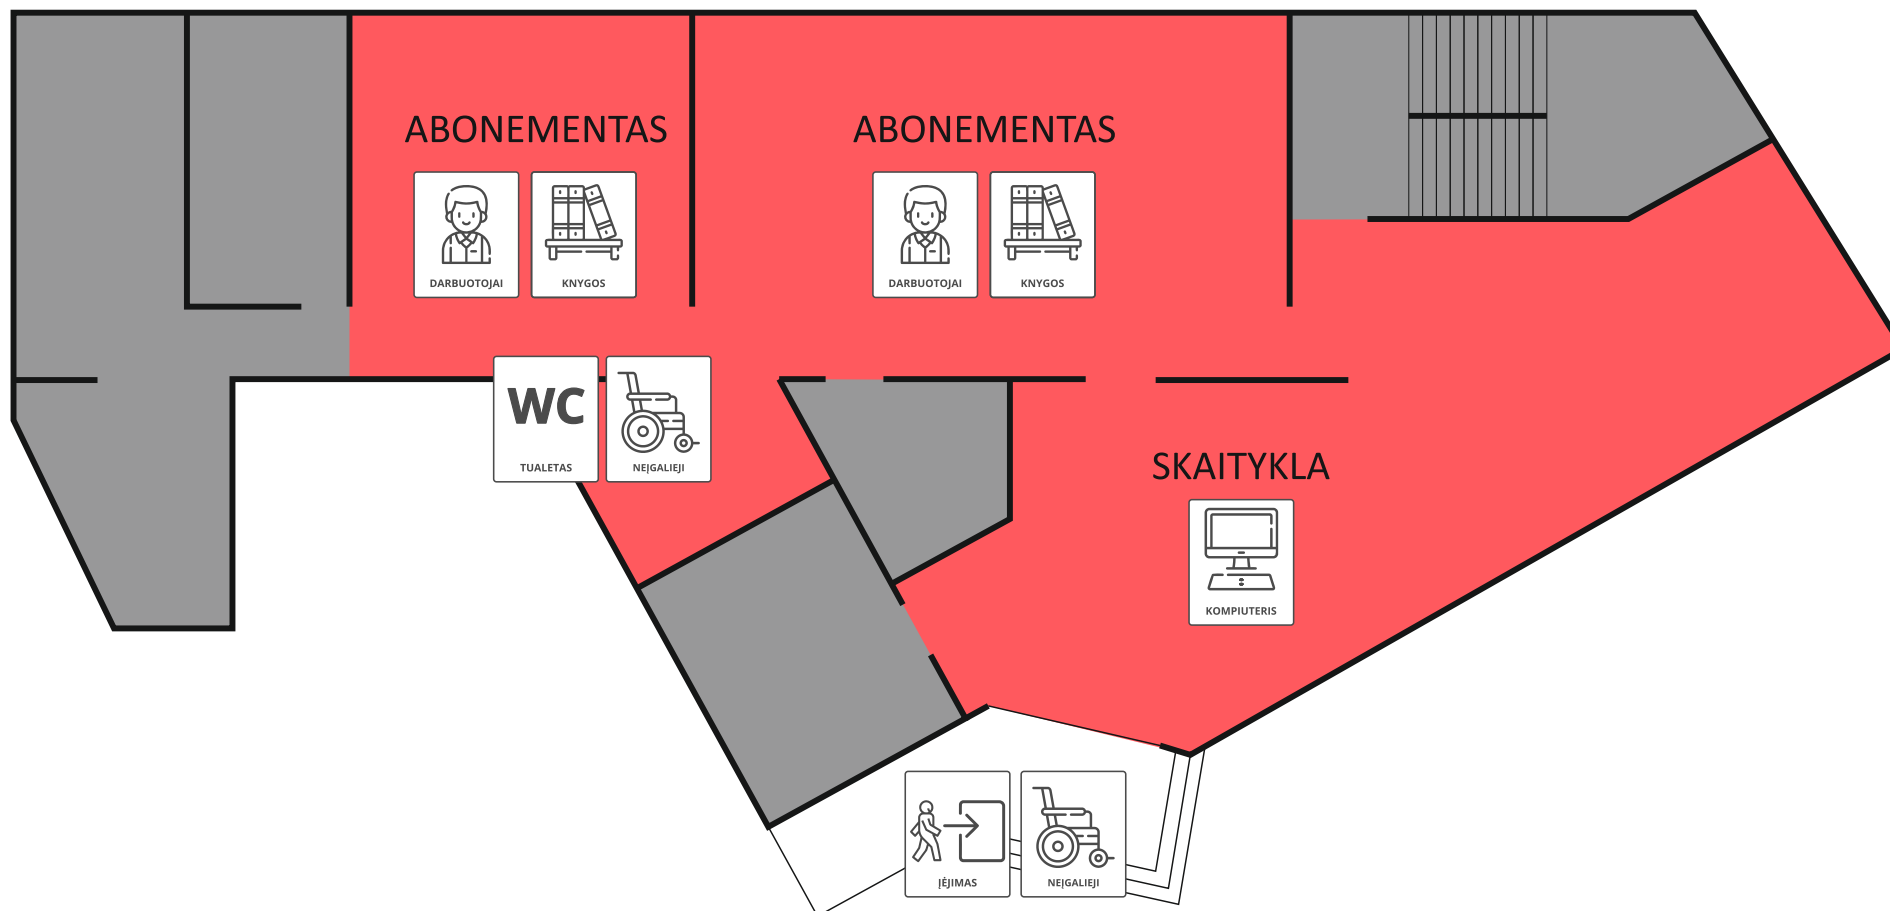 ABONEMENTAS
DARBUOTOJAI
KNYGOS
ABONEMENTAS
DARBUOTOJAI
KNYGOS
WC
TUALETAS
NEĮGALIEJI
SKAITYKLA
KOMPIUTERIS
ĮĖJIMAS
NEĮGALIEJI